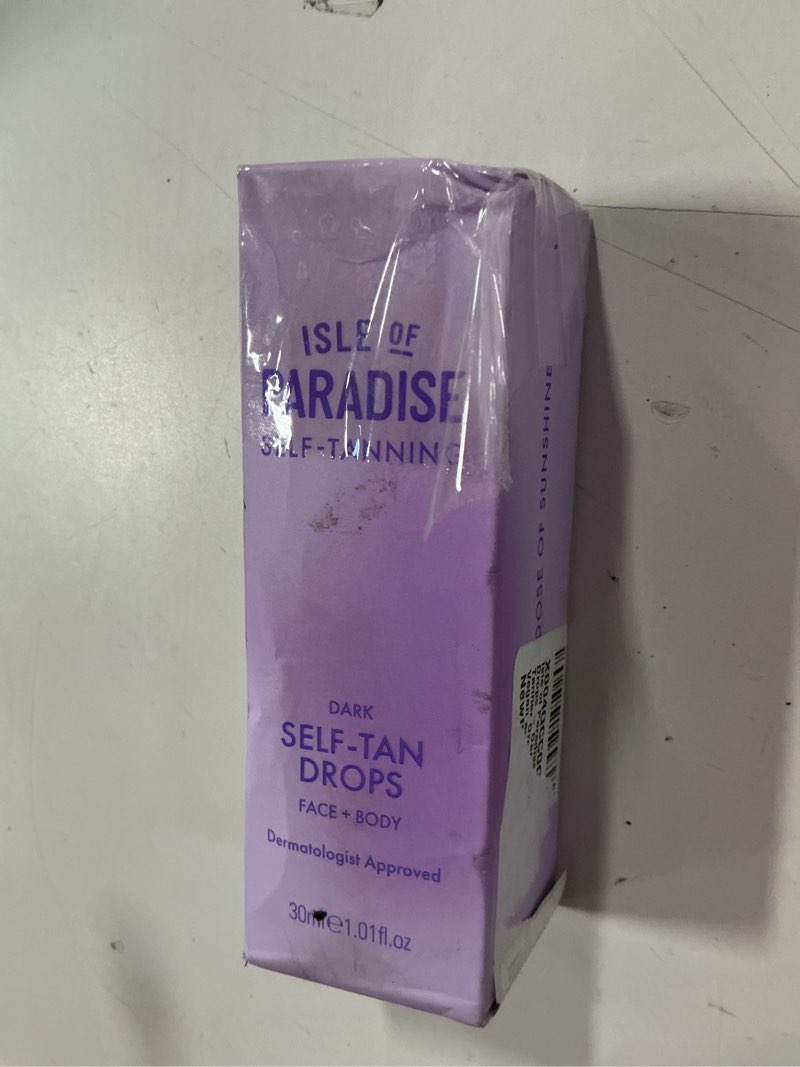 ISLE OF
PARADISE
SELF-TANNING
DARK
SELF-TAN
DROPS
FACE + BODY
Dermatologist Approved
30ml℮1.01fl.oz
DOSE OF SUNSHINE
New